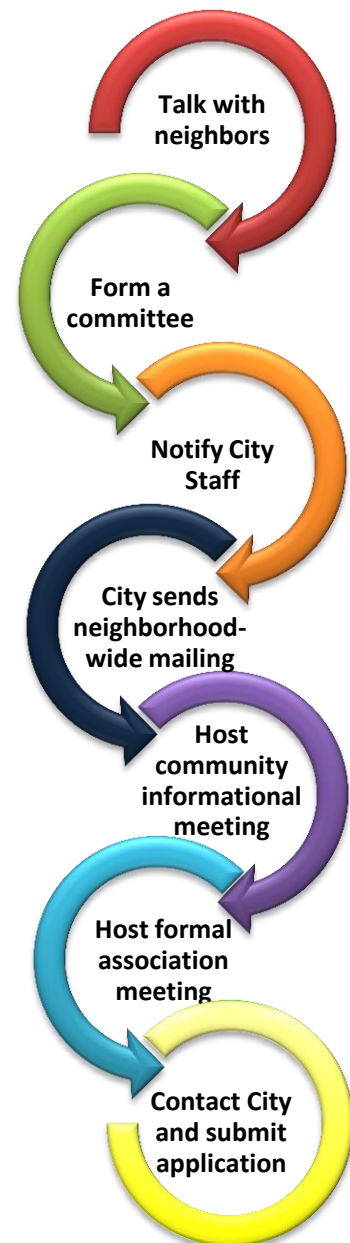 Talk with
neighbors
Form a
committee
Notify City
Staff
City sends
neighborhood-
wide mailing
Host
community
informational
meeting
Host formal
association
meeting
Contact City
and submit
application